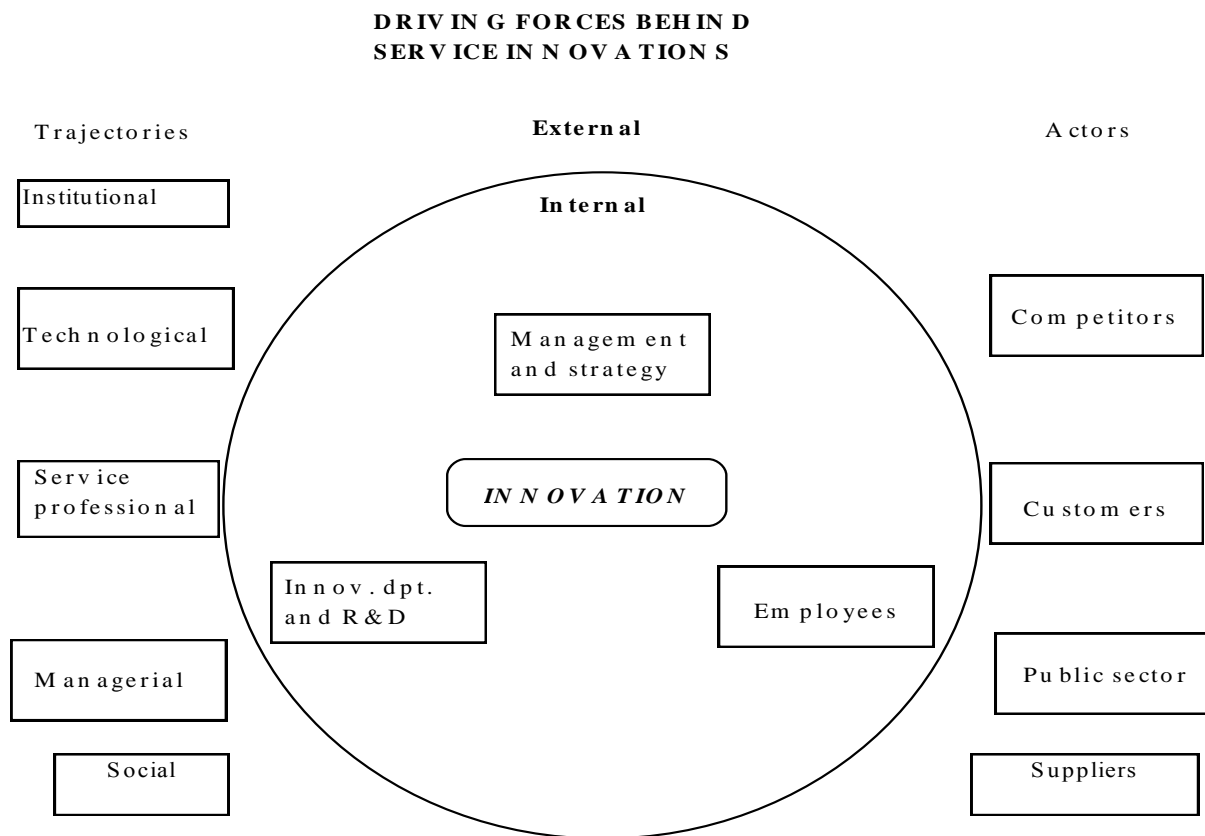 DRIVING FORCES BEHIND
SERVICE INNOVATIONS
Trajectories
External
Actors
Institutional
Internal
Technological
Management
and strategy
Competitors
Service
professional
INNOVATION
Customers
Innov. dpt.
and R&D
Employees
Managerial
Public sector
Social
Suppliers